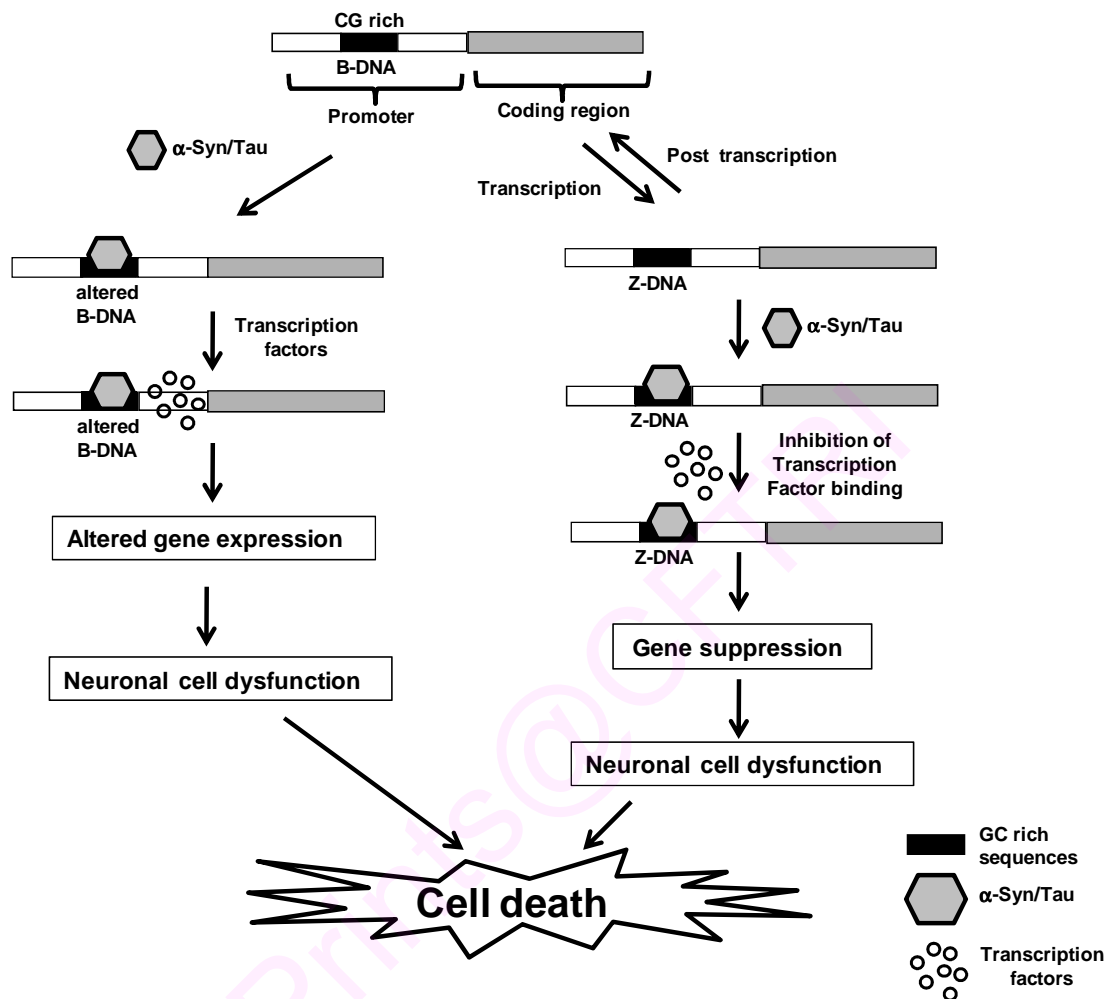 CG rich
B-DNA
Promoter
Coding region
α-Syn/Tau
Transcription
Post transcription
altered
B-DNA
Transcription
factors
altered
B-DNA
Altered gene expression
Neuronal cell dysfunction
Z-DNA
α-Syn/Tau
Z-DNA
Inhibition of
Transcription
Factor binding
Z-DNA
Gene suppression
Neuronal cell dysfunction
Cell death
GC rich
sequences
α-Syn/Tau
Transcription
factors
Prints@CFTRI